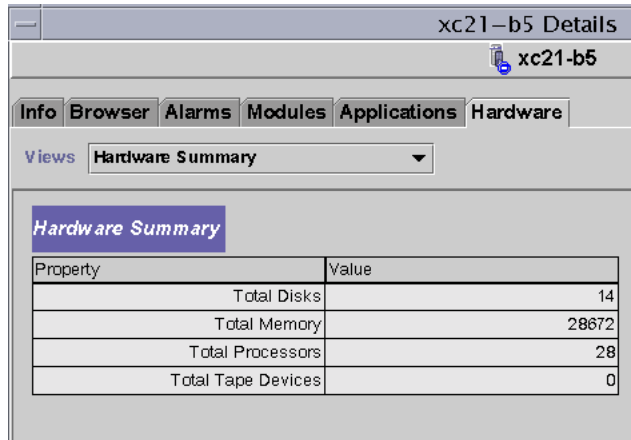 xc21-b5 Details
xc21-b5
Info Browser Alarms Modules Applications Hardware
Views Hardware Summary
Hardware Summary
Property Value
Total Disks 14
Total Memory 28672
Total Processors 28
Total Tape Devices 0